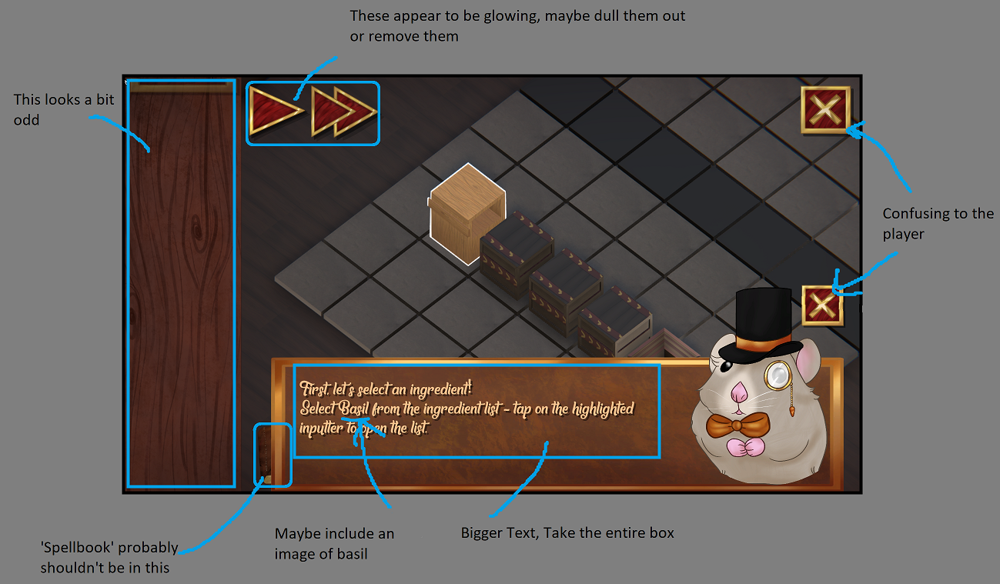 These appear to be glowing, maybe dull them out
or remove them
This looks a bit
odd
Confusing to the
player
First, let's select an ingredient!
Select Basil from the ingredient list - tap on the highlighted
inputter to open the list.
'Spellbook' probably
shouldn't be in this
Maybe include an
image of basil
Bigger Text, Take the entire box